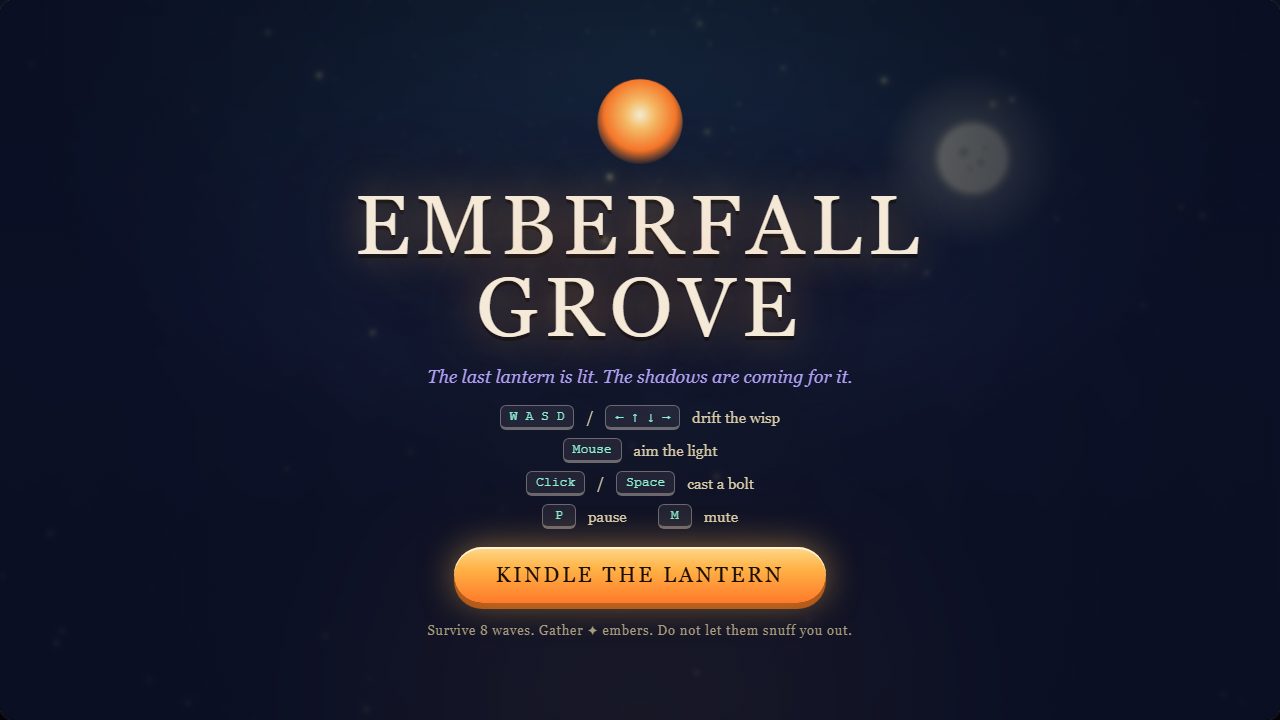 EMBERFALL
GROVE
The last lantern is lit. The shadows are coming for it.
W A S D / ← ↑ ↓ → drift the wisp
Mouse aim the light
Click / Space cast a bolt
P pause M mute
KINDLE THE LANTERN
Survive 8 waves. Gather ✦ embers. Do not let them snuff you out.